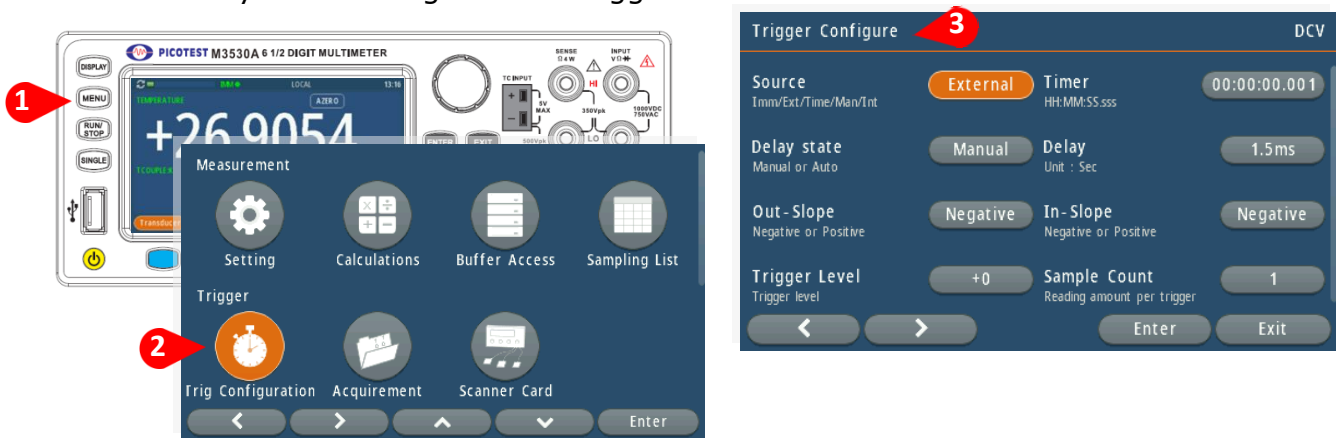 PICOTEST M3530A 6 1/2 DIGIT MULTIMETER
DISPLAY
MENU
RUN/
STOP
SINGLE
LOCAL
13:16
TEMPERATURE
AZERO
+26.9054
SENSE
Ω 4 W
INPUT
HI
LO
TC INPUT
5V
MAX
350Vpk
1000VDC
750VAC
500Vpk
ENTER
EXIT
1
Measurement
Setting
Calculations
Buffer Access
Sampling List
Trigger
2
Trig Configuration
Acquirement
Scanner Card
Enter
3
Trigger Configure
DCV
Source
Imm/Ext/Time/Man/Int
External
Timer
HH:MM:SS.sss
00:00:00.001
Delay state
Manual or Auto
Manual
Delay
Unit : Sec
1.5ms
Out-Slope
Negative or Positive
Negative
In-Slope
Negative or Positive
Negative
Trigger Level
Trigger level
+0
Sample Count
Reading amount per trigger
1
Enter
Exit